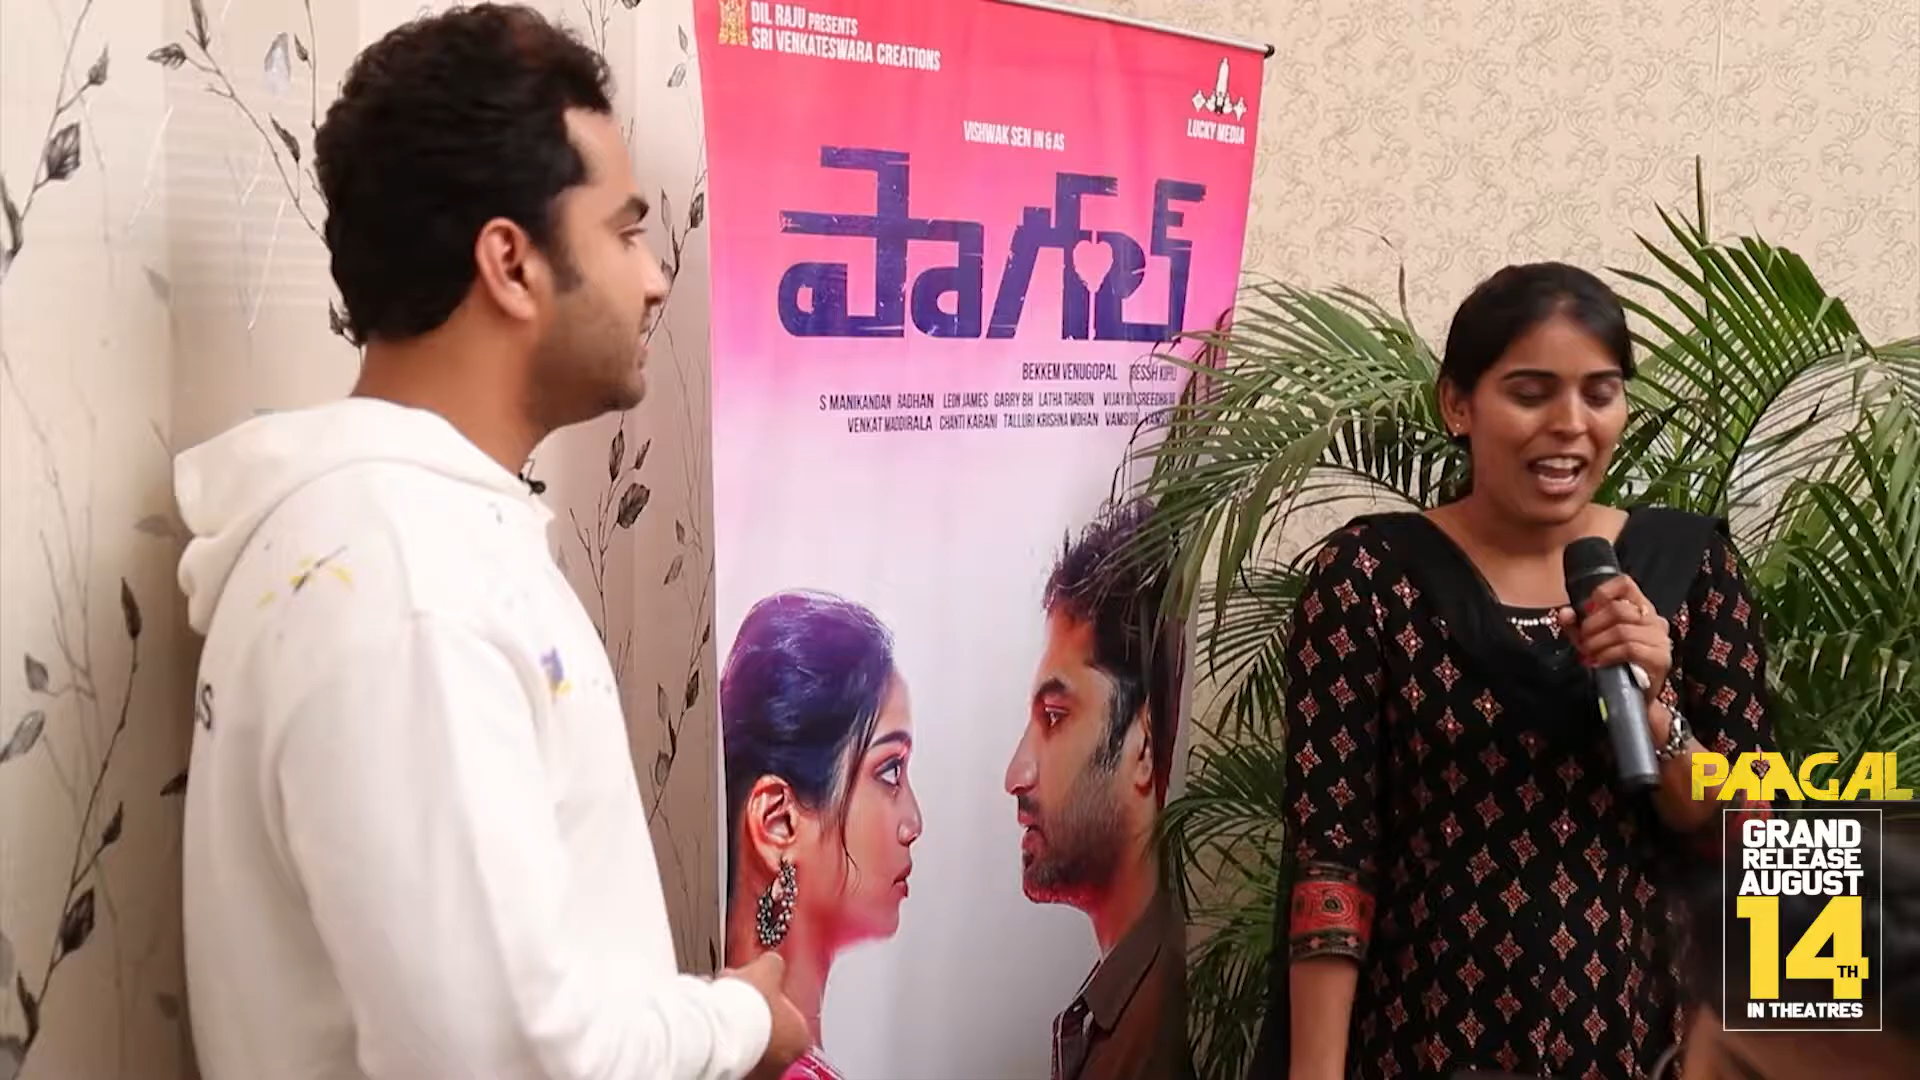 DIL RAJU PRESENTS
SRI VENKATESWARA CREATIONS
LUCKY MEDIA
VISHWAK SEN IN & AS
పాగల్
BEKKEM VENUGOPAL
S MANIKANDAN RADHAN LEON JAMES GARRY BH LATHA THARUN VIJAY
VENKAT MADDIRALA CHANTI KARANI TALLURI KRISHNA MOHAN
PAAGAL
GRAND
RELEASE
AUGUST
14TH
IN THEATRES